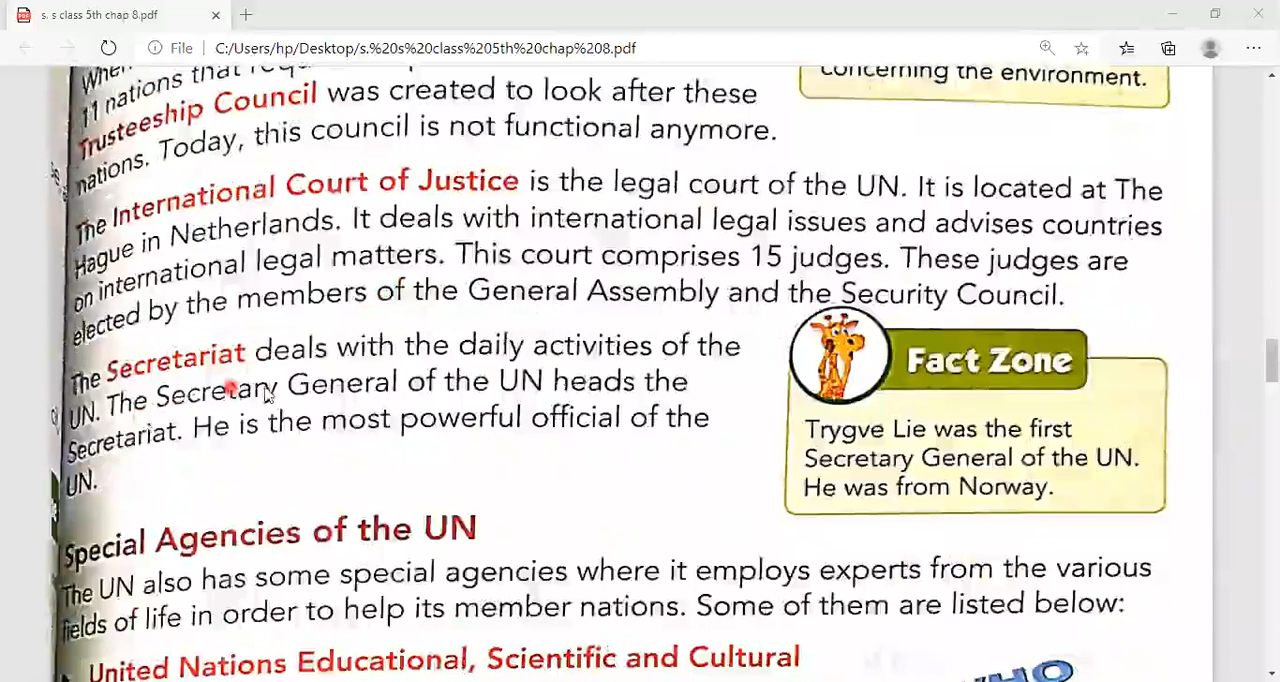 s. s class 5th chap 8.pdf
File
C:/Users/hp/Desktop/s.%20s%20class%205th%20chap%208.pdf
concerning the environment.
When
11 nations that
Trusteeship Council was created to look after these
nations. Today, this council is not functional anymore.
The International Court of Justice is the legal court of the UN. It is located at The
Hague in Netherlands. It deals with international legal issues and advises countries
on international legal matters. This court comprises 15 judges. These judges are
elected by the members of the General Assembly and the Security Council.
The Secretariat deals with the daily activities of the
UN. The Secretary General of the UN heads the
Secretariat. He is the most powerful official of the
UN.
Fact Zone
Trygve Lie was the first
Secretary General of the UN.
He was from Norway.
Special Agencies of the UN
The UN also has some special agencies where it employs experts from the various
fields of life in order to help its member nations. Some of them are listed below:
United Nations Educational, Scientific and Cultural
WHO